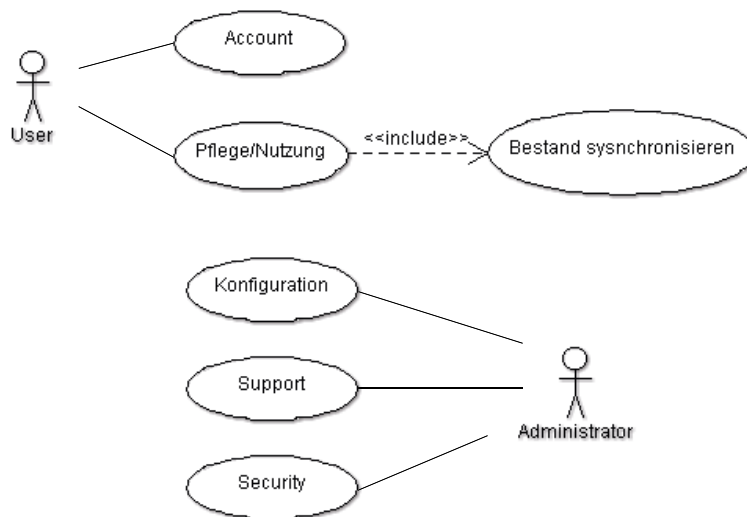 Account
User
Pflege/Nutzung
<<include>>
Bestand sysnchronisieren
Konfiguration
Support
Administrator
Security